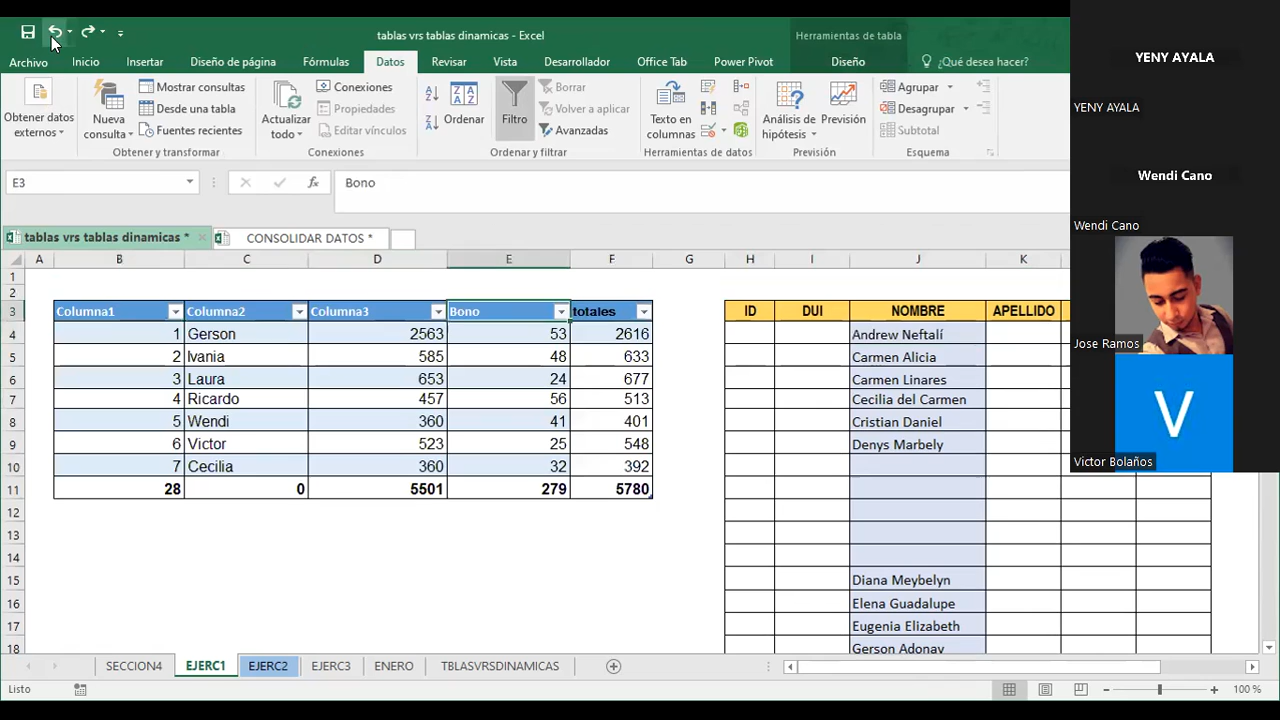 tablas vrs tablas dinamicas - Excel
Herramientas de tabla
Archivo Inicio Insertar Diseño de página Fórmulas Datos Revisar Vista Desarrollador Office Tab Power Pivot Diseño ¿Qué desea hacer?
Obtener datos externos
Nueva consulta
Mostrar consultas
Desde una tabla
Fuentes recientes
Obtener y transformar
Actualizar todo
Conexiones
Propiedades
Editar vínculos
Conexiones
Ordenar
Filtro
Borrar
Volver a aplicar
Avanzadas
Ordenar y filtrar
Texto en columnas
Herramientas de datos
Análisis de hipótesis
Previsión
Previsión
Agrupar
Desagrupar
Subtotal
Esquema
E3 fx Bono
tablas vrs tablas dinamicas * CONSOLIDAR DATOS *
A B C D E F G H I J K
1
2
3 Columna1 Columna2 Columna3 Bono totales ID DUI NOMBRE APELLIDO
4 1 Gerson 2563 53 2616 Andrew Neftalí
5 2 Ivania 585 48 633 Carmen Alicia
6 3 Laura 653 24 677 Carmen Linares
7 4 Ricardo 457 56 513 Cecilia del Carmen
8 5 Wendi 360 41 401 Cristian Daniel
9 6 Victor 523 25 548 Denys Marbely
10 7 Cecilia 360 32 392
11 28 0 5501 279 5780
12
13
14
15 Diana Meybelyn
16 Elena Guadalupe
17 Eugenia Elizabeth
18 Gerson Adonay
SECCION4 EJERC1 EJERC2 EJERC3 ENERO TBLASVRSDINAMICAS
Listo 100 %
YENY AYALA
YENY AYALA
Wendi Cano
Wendi Cano
Jose Ramos
V
Victor Bolaños